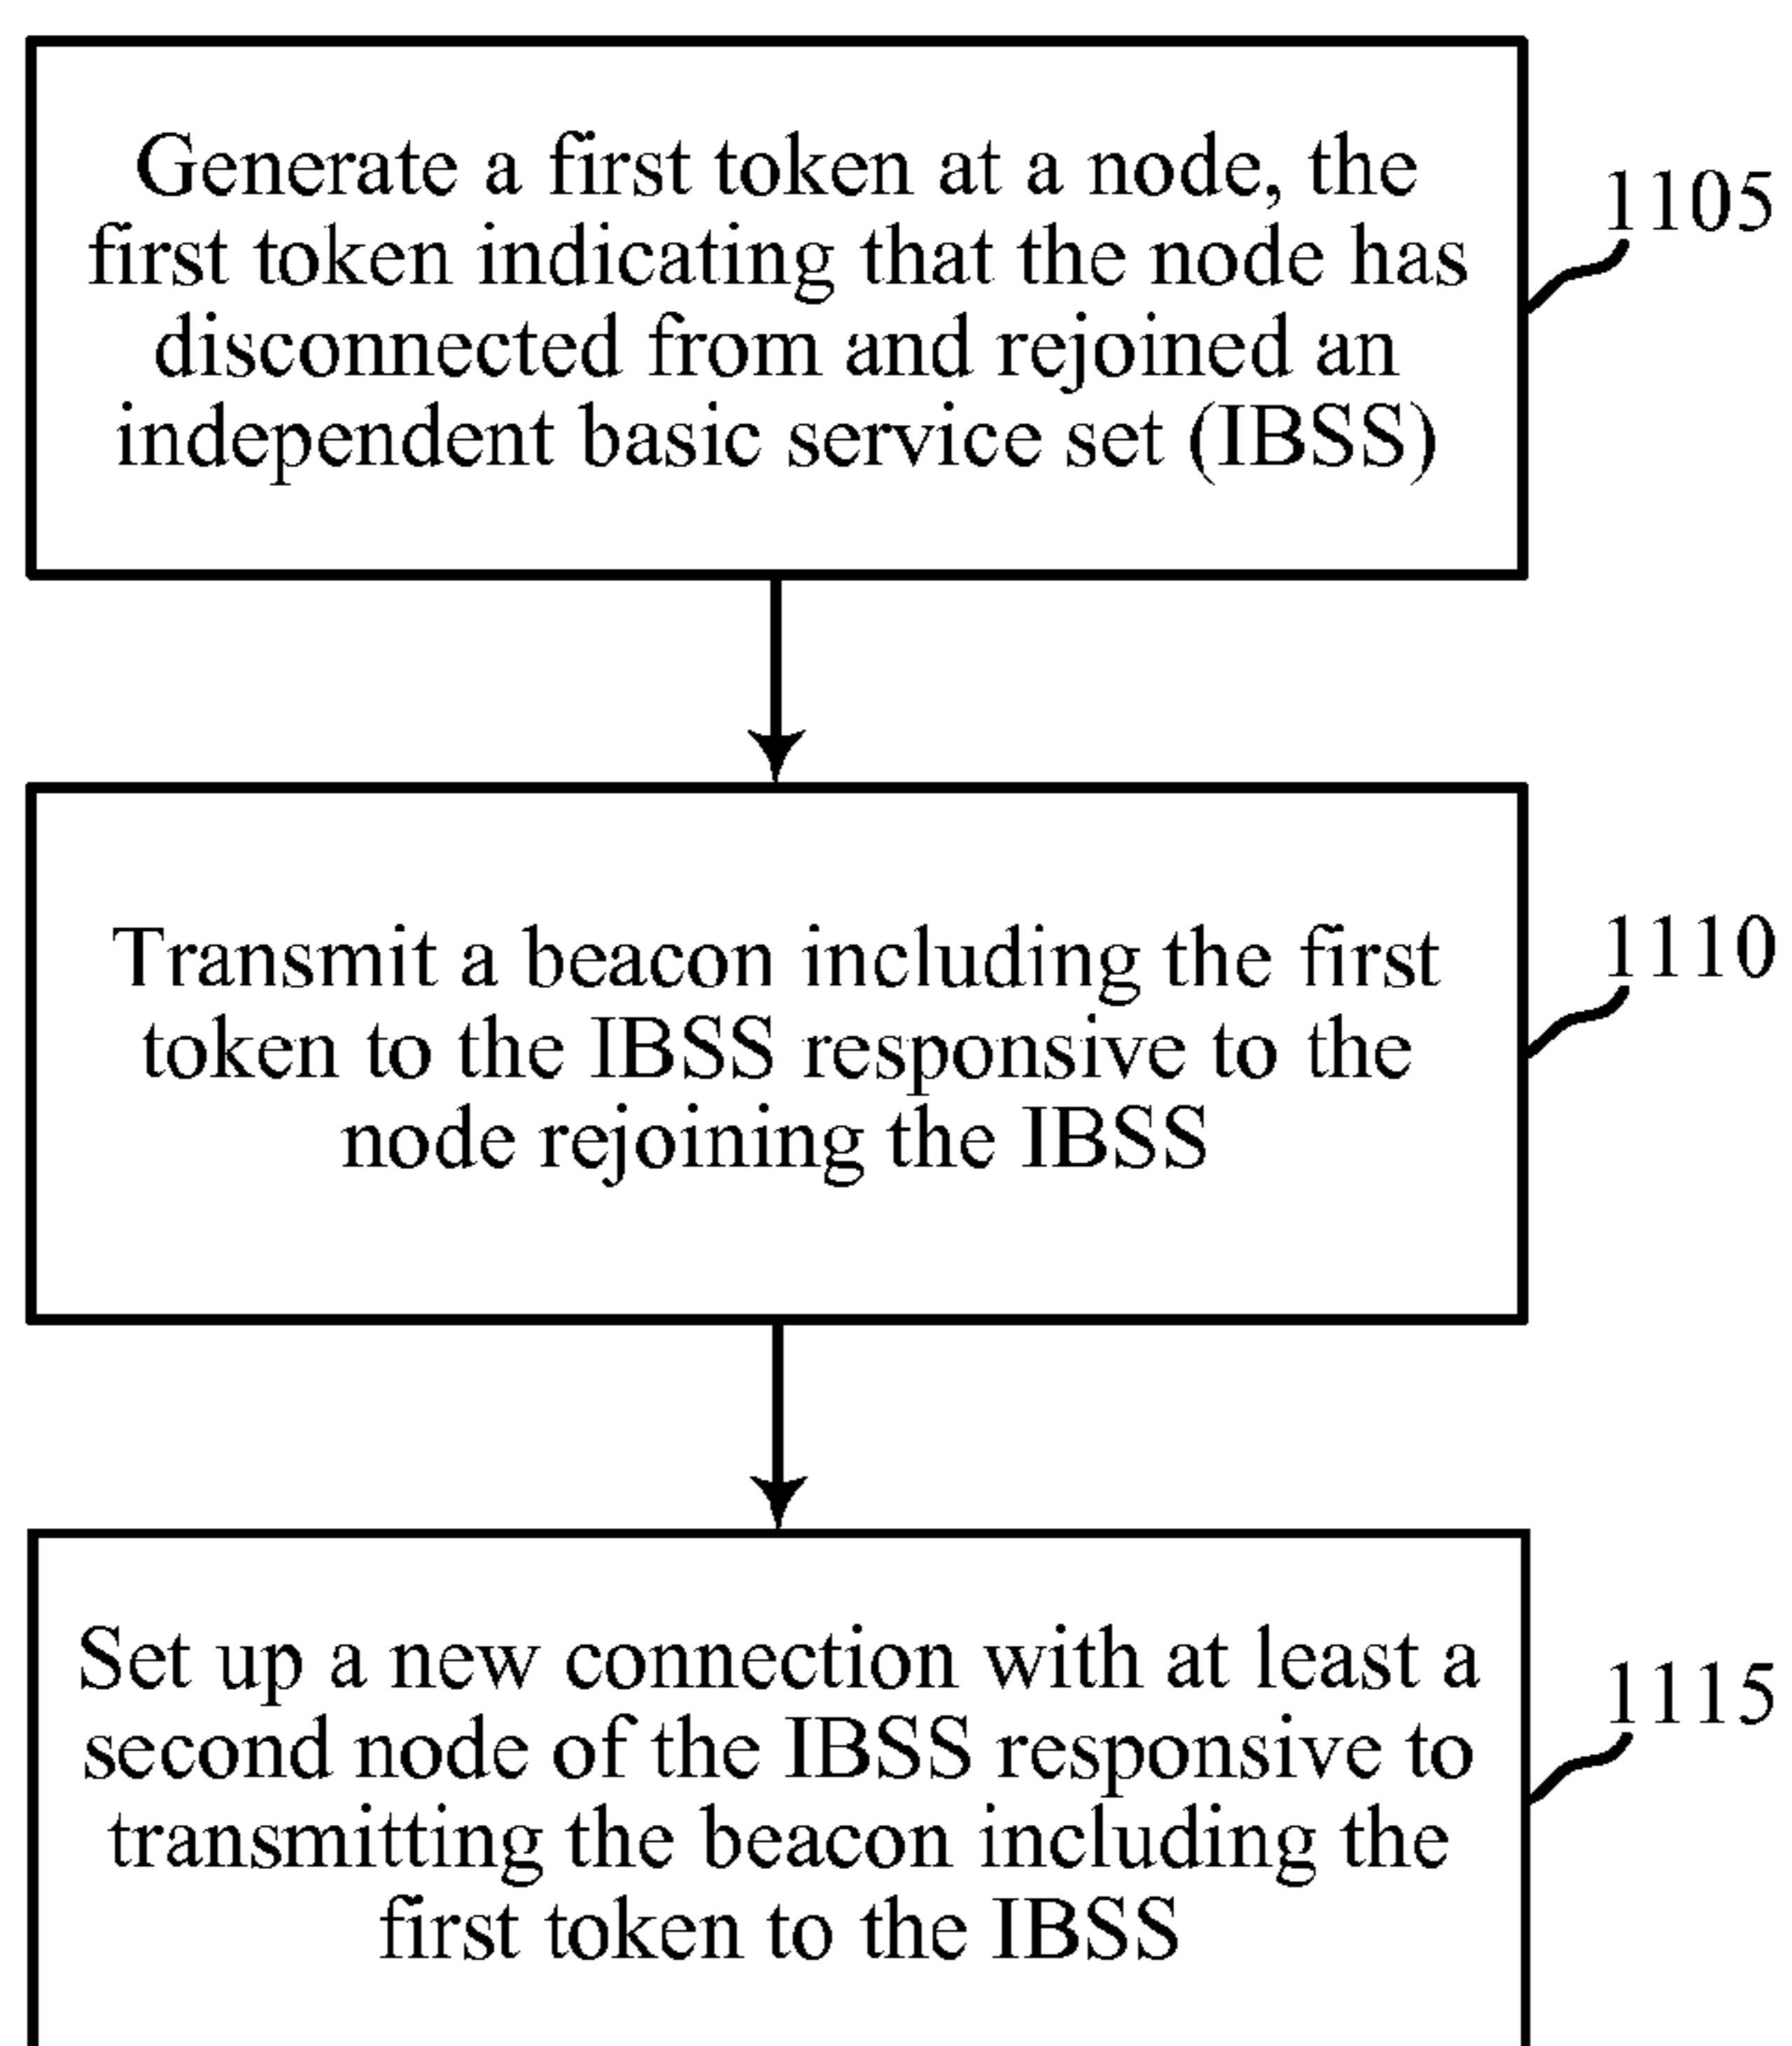 Generate a first token at a node, the
first token indicating that the node has
disconnected from and rejoined an
independent basic service set (IBSS)
1105
Transmit a beacon including the first
token to the IBSS responsive to the
node rejoining the IBSS
1110
Set up a new connection with at least a
second node of the IBSS responsive to
transmitting the beacon including the
first token to the IBSS
1115